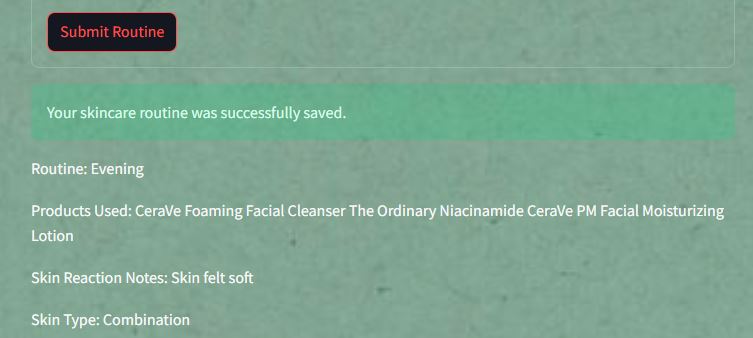 Submit Routine
Your skincare routine was successfully saved.
Routine: Evening
Products Used: CeraVe Foaming Facial Cleanser The Ordinary Niacinamide CeraVe PM Facial Moisturizing
Lotion
Skin Reaction Notes: Skin felt soft
Skin Type: Combination